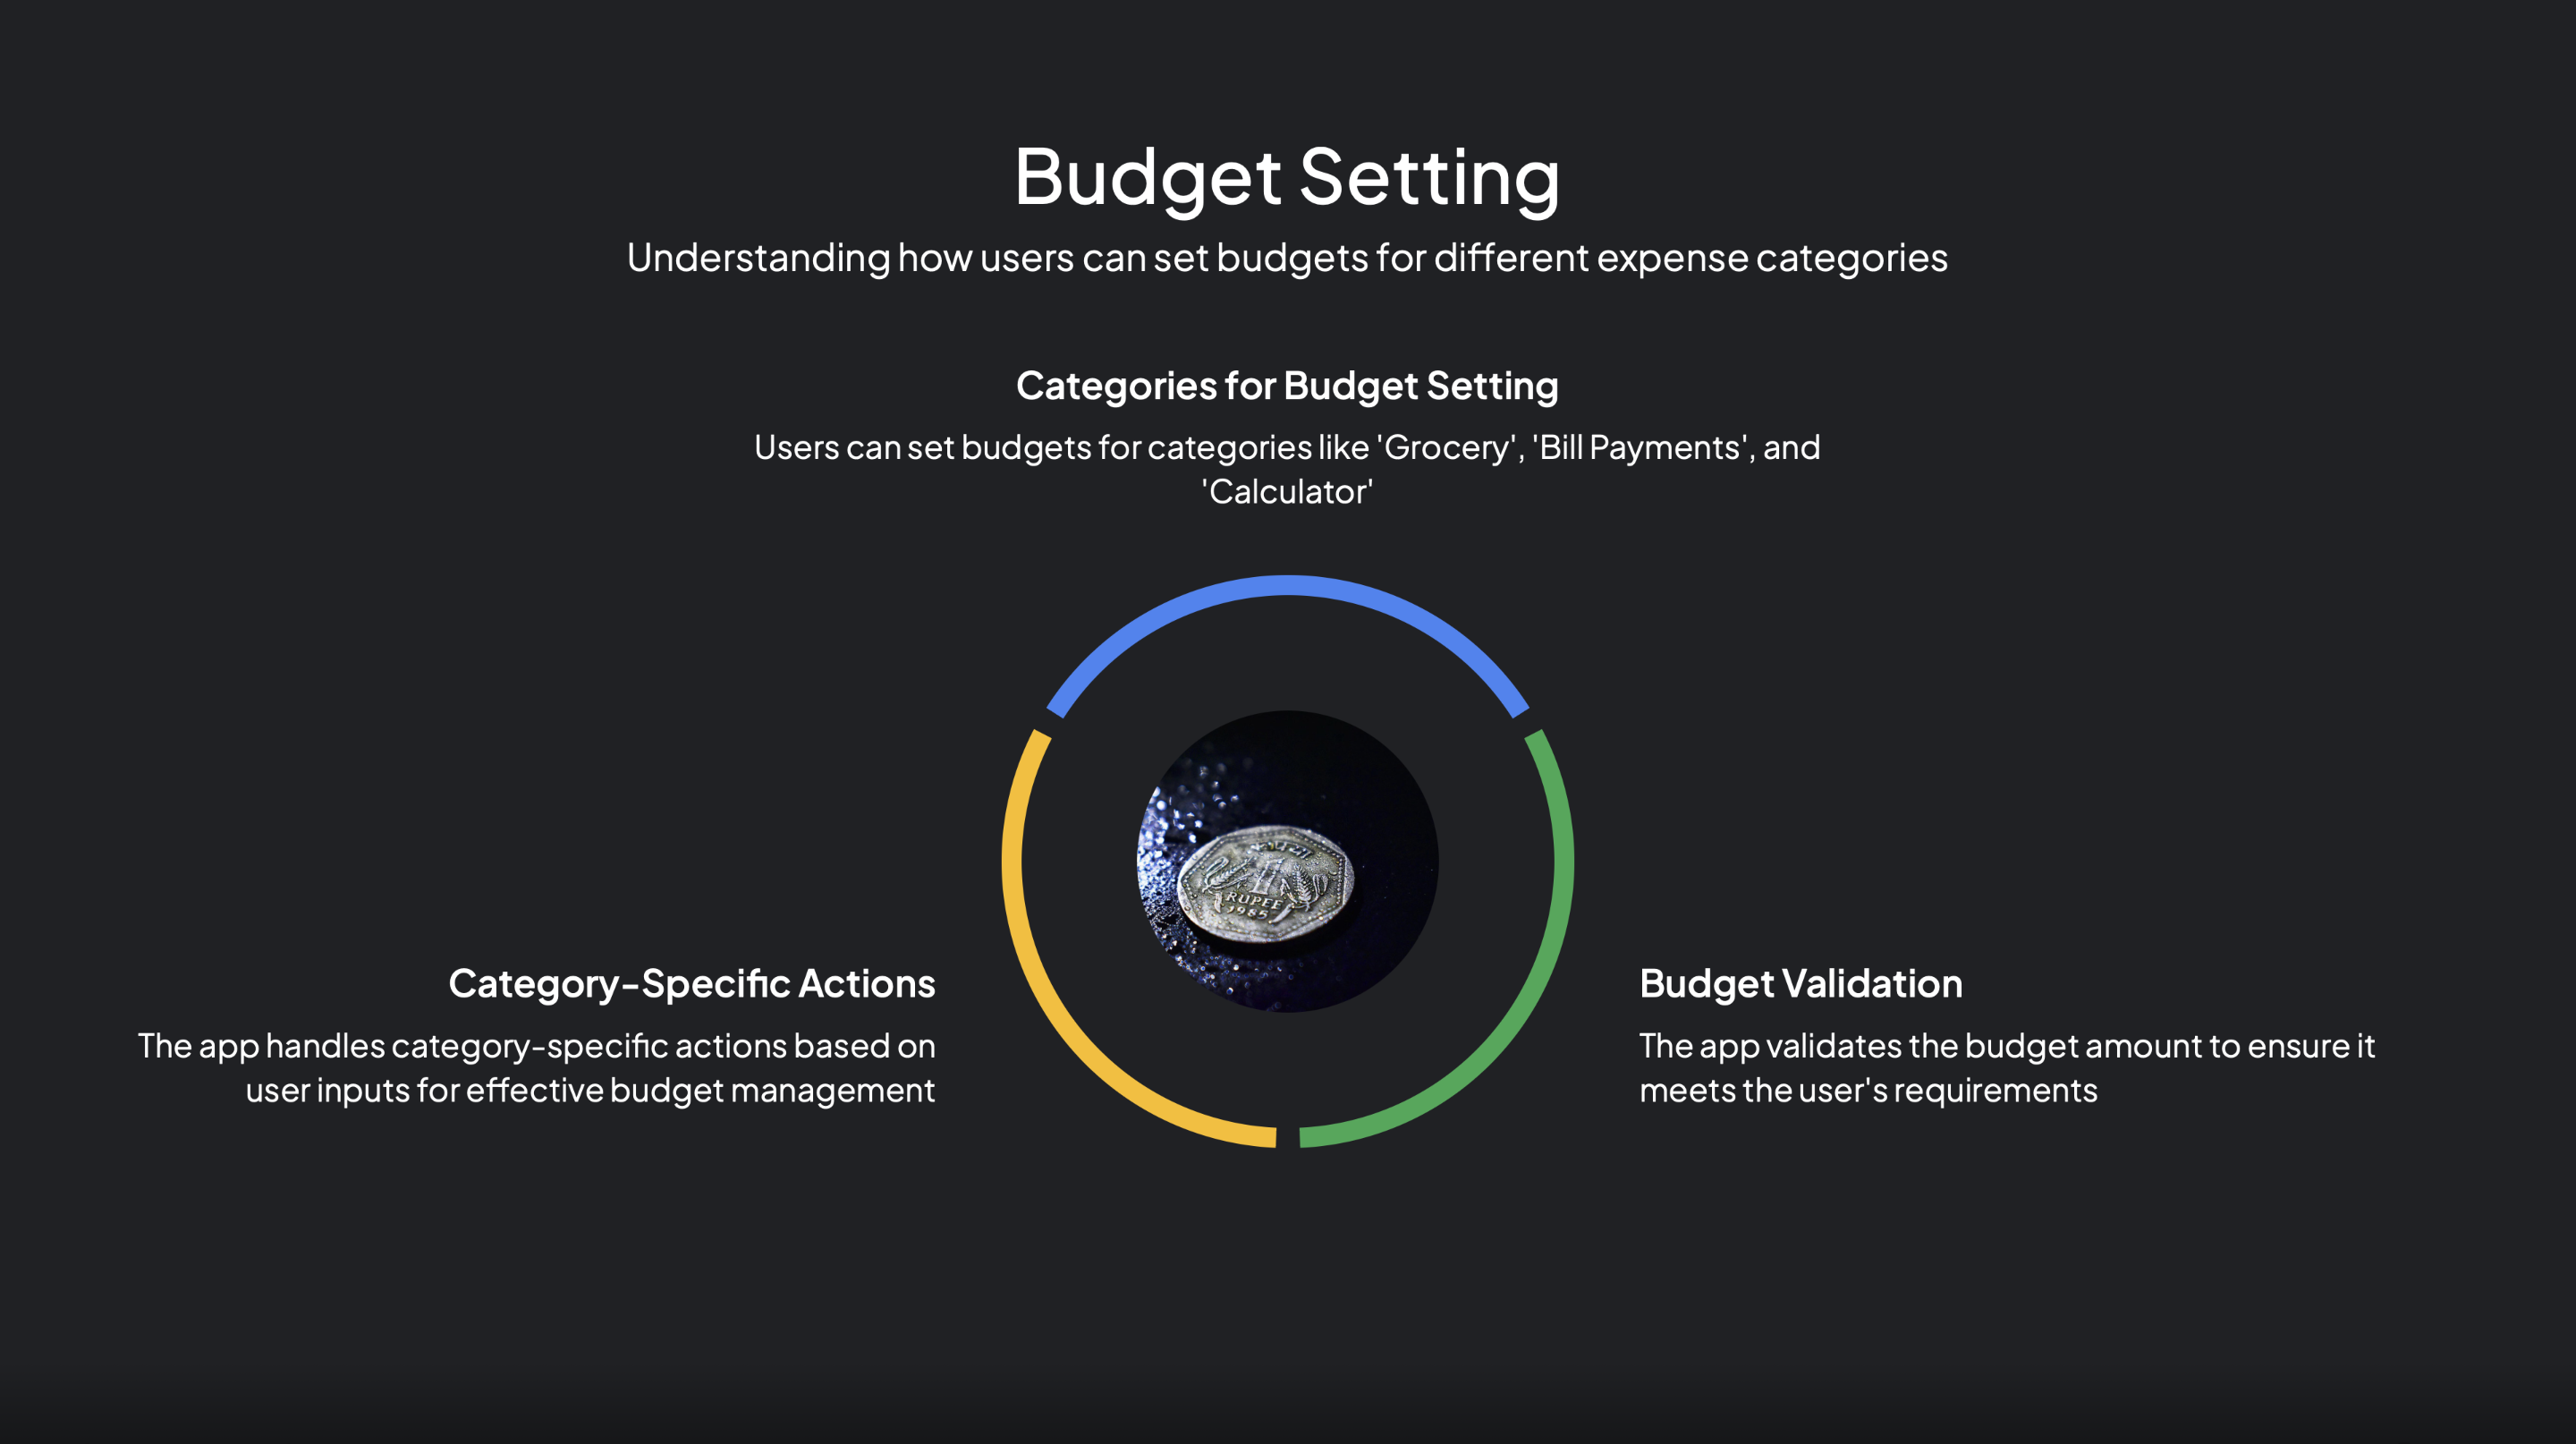 Budget Setting
Understanding how users can set budgets for different expense categories
Categories for Budget Setting
Users can set budgets for categories like 'Grocery', 'Bill Payments', and
'Calculator'
रुपया
1
RUPEE
1985
Category-Specific Actions
The app handles category-specific actions based on
user inputs for effective budget management
Budget Validation
The app validates the budget amount to ensure it
meets the user's requirements